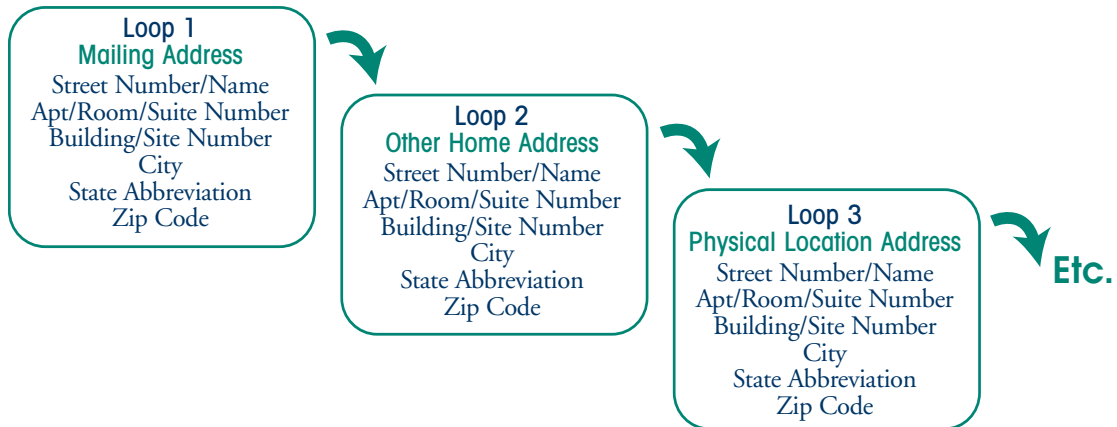 Loop 1
Mailing Address
Street Number/Name
Apt/Room/Suite Number
Building/Site Number
City
State Abbreviation
Zip Code
Loop 2
Other Home Address
Street Number/Name
Apt/Room/Suite Number
Building/Site Number
City
State Abbreviation
Zip Code
Loop 3
Physical Location Address
Street Number/Name
Apt/Room/Suite Number
Building/Site Number
City
State Abbreviation
Zip Code
Etc.